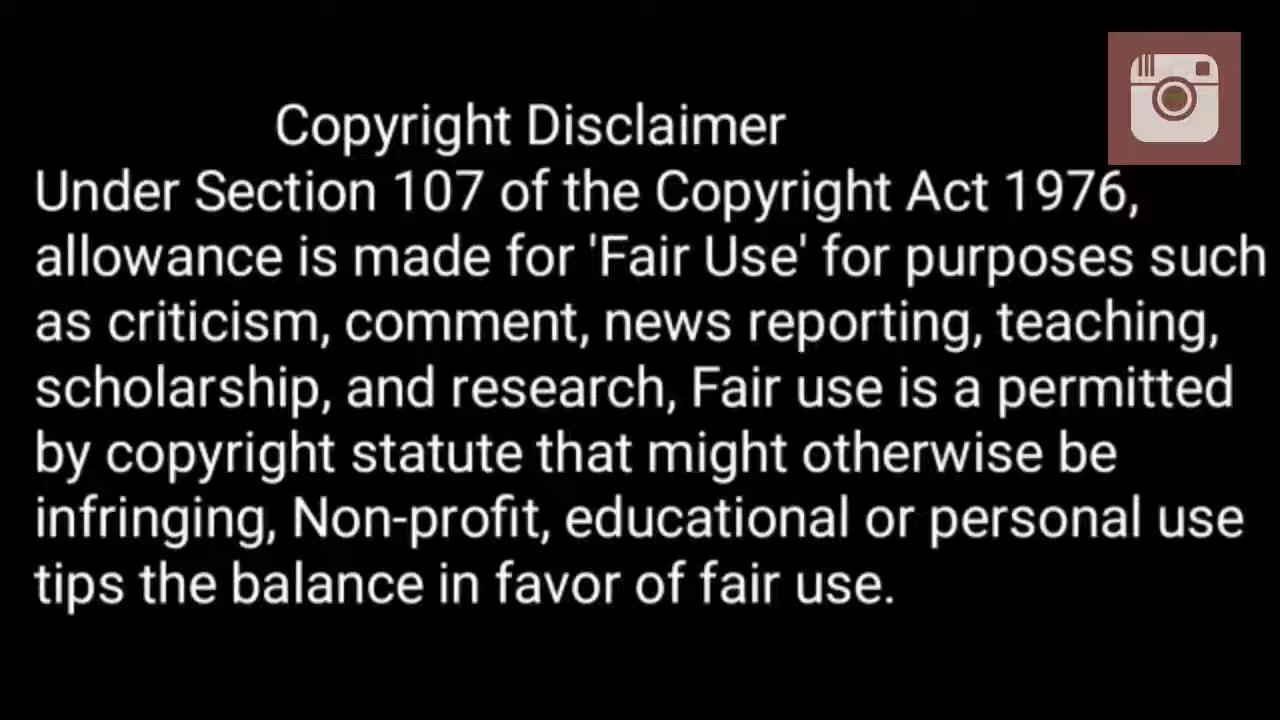 Copyright Disclaimer
Under Section 107 of the Copyright Act 1976,
allowance is made for 'Fair Use' for purposes such
as criticism, comment, news reporting, teaching,
scholarship, and research, Fair use is a permitted
by copyright statute that might otherwise be
infringing, Non-profit, educational or personal use
tips the balance in favor of fair use.